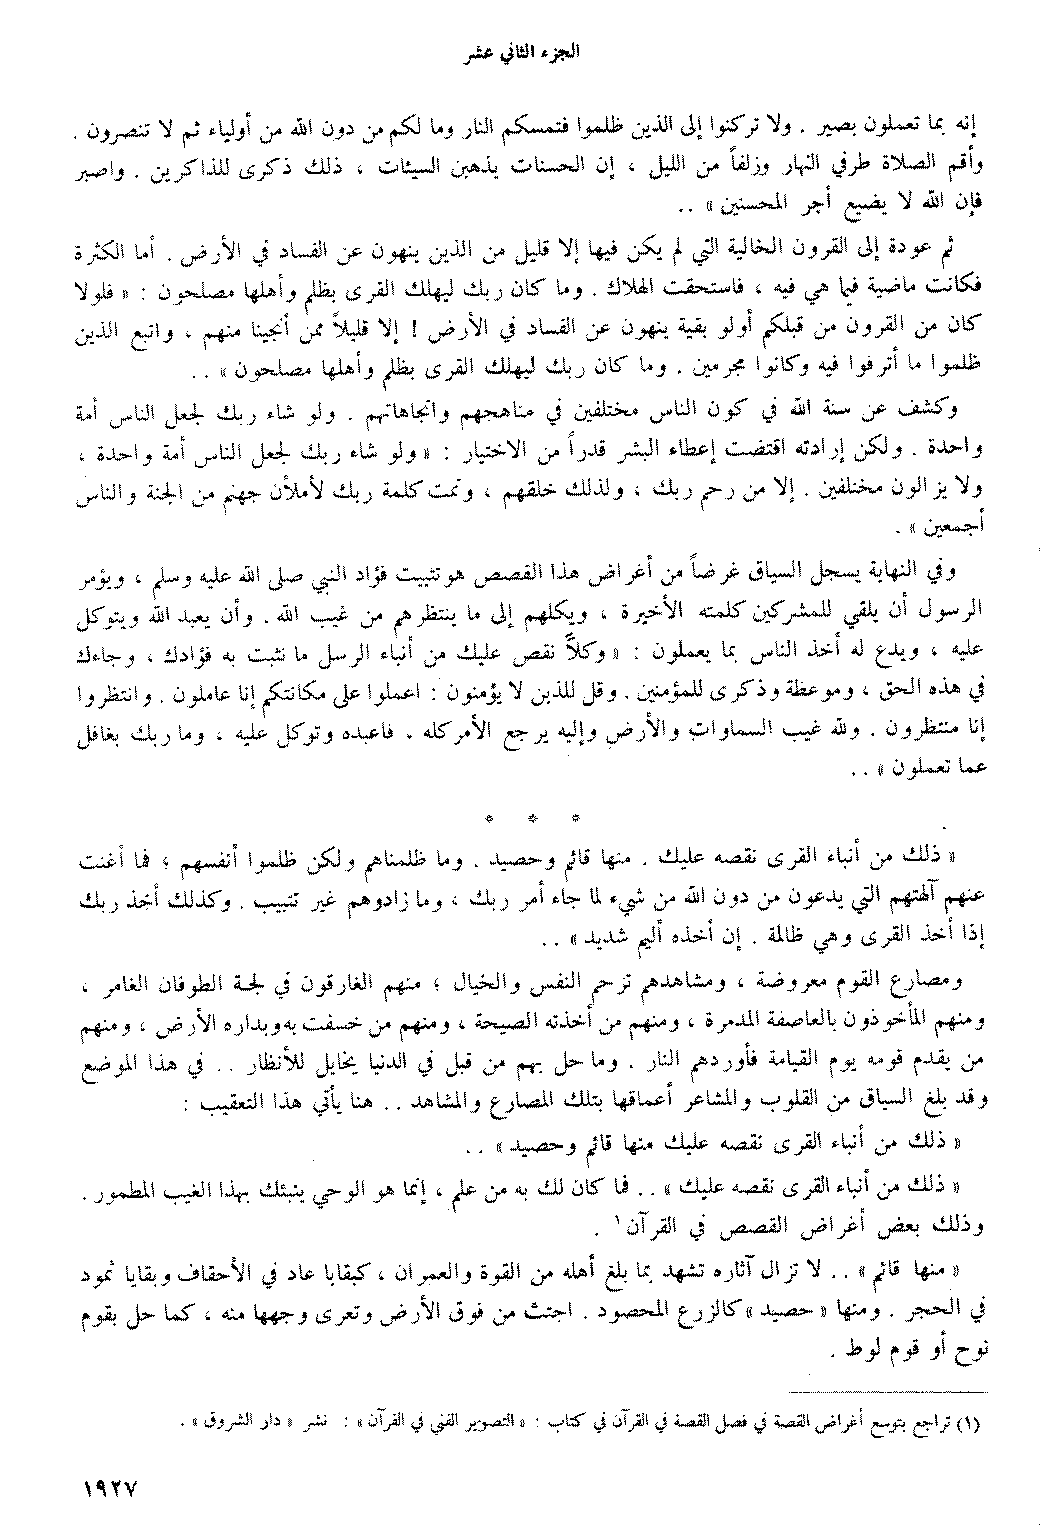 الجزء الثاني عشر
إنه بما تعملون بصير . ولا تركنوا إلى الذين ظلموا فتمسكم النار وما لكم من دون الله من أولياء ثم لا تنصرون .
وأقم الصلاة طرفي النهار وزلفاً من الليل ، إن الحسنات يذهبن السيئات ، ذلك ذكرى للذاكرين . واصبر
فإن الله لا يضيع أجر المحسنين » ..
ثم عودة إلى القرون الخالية التي لم يكن فيها إلا قليل من الذين ينهون عن الفساد في الأرض . أما الكثرة
فكانت ماضية فيما هي فيه ، فاستحقت الهلاك . وما كان ربك ليهلك القرى بظلم وأهلها مصلحون : « فلولا
كان من القرون من قبلكم أولو بقية ينهون عن الفساد في الأرض ! إلا قليلاً ممن أنجينا منهم ، واتبع الذين
ظلموا ما أترفوا فيه وكانوا مجرمين . وما كان ربك ليهلك القرى بظلم وأهلها مصلحون » ..
وكشف عن سنة الله في كون الناس مختلفين في مناهجهم واتجاهاتهم . ولو شاء ربك لجعل الناس أمة
واحدة . ولكن إرادته اقتضت إعطاء البشر قدراً من الاختيار : « ولو شاء ربك لجعل الناس أمة واحدة ،
ولا يزالون مختلفين . إلا من رحم ربك ، ولذلك خلقهم ، وتمت كلمة ربك لأملأن جهنم من الجنة والناس
أجمعين » .
وفي النهاية يسجل السياق غرضاً من أغراض هذا القصص هو تثبيت فؤاد النبي صلى الله عليه وسلم ، ويؤمر
الرسول أن يلقي للمشركين كلمته الأخيرة ، ويكلهم إلى ما ينتظرهم من غيب الله . وأن يعبد الله ويتوكل
عليه ، ويدع له أخذ الناس بما يعملون : « وكلاًّ نقص عليك من أنباء الرسل ما نثبت به فؤادك ، وجاءك
في هذه الحق ، وموعظة وذكرى للمؤمنين . وقل للذين لا يؤمنون : اعملوا على مكانتكم إنا عاملون . وانتظروا
إنا منتظرون . ولله غيب السماوات والأرض وإليه يرجع الأمر كله . فاعبده وتوكل عليه ، وما ربك بغافل
عما تعملون » ..
* * *
« ذلك من أنباء القرى نقصه عليك . منها قائم وحصيد . وما ظلمناهم ولكن ظلموا أنفسهم ؛ فما أغنت
عنهم آلهتهم التي يدعون من دون الله من شيء لما جاء أمر ربك ، وما زادوهم غير تتبيب . وكذلك أخذ ربك
إذا أخذ القرى وهي ظالمة . إن أخذه أليم شديد » ..
ومصارع القوم معروضة ، ومشاهدهم تزحم النفس والخيال ؛ منهم الغارقون في لجة الطوفان الغامر ،
ومنهم المأخوذون بالعاصفة المدمرة ، ومنهم من أخذته الصيحة ، ومنهم من خسفت به وبداره الأرض ، ومنهم
من يقدم قومه يوم القيامة فأوردهم النار . وما حل بهم من قبل في الدنيا يخايل للأنظار .. في هذا الموضع
وقد بلغ السياق من القلوب والمشاعر أعماقها بتلك المصارع والمشاهد .. هنا يأتي هذا التعقيب :
« ذلك من أنباء القرى نقصه عليك منها قائم وحصيد » ..
« ذلك من أنباء القرى نقصه عليك » .. فما كان لك به من علم ، إنما هو الوحي ينبئك بهذا الغيب المطمور .
وذلك بعض أغراض القصص في القرآن ١ .
« منها قائم » .. لا تزال آثاره تشهد بما بلغ أهله من القوة والعمران ، كبقايا عاد في الأحقاف وبقايا ثمود
في الحجر . ومنها « حصيد » كالزرع المحصود . اجتث من فوق الأرض وتعرى وجهها منه ، كما حل بقوم
نوح أو قوم لوط .
(١) تراجع بتوسع أغراض القصة في فصل القصة في القرآن في كتاب : « التصوير الفني في القرآن » : نشر « دار الشروق » .
١٩٢٧